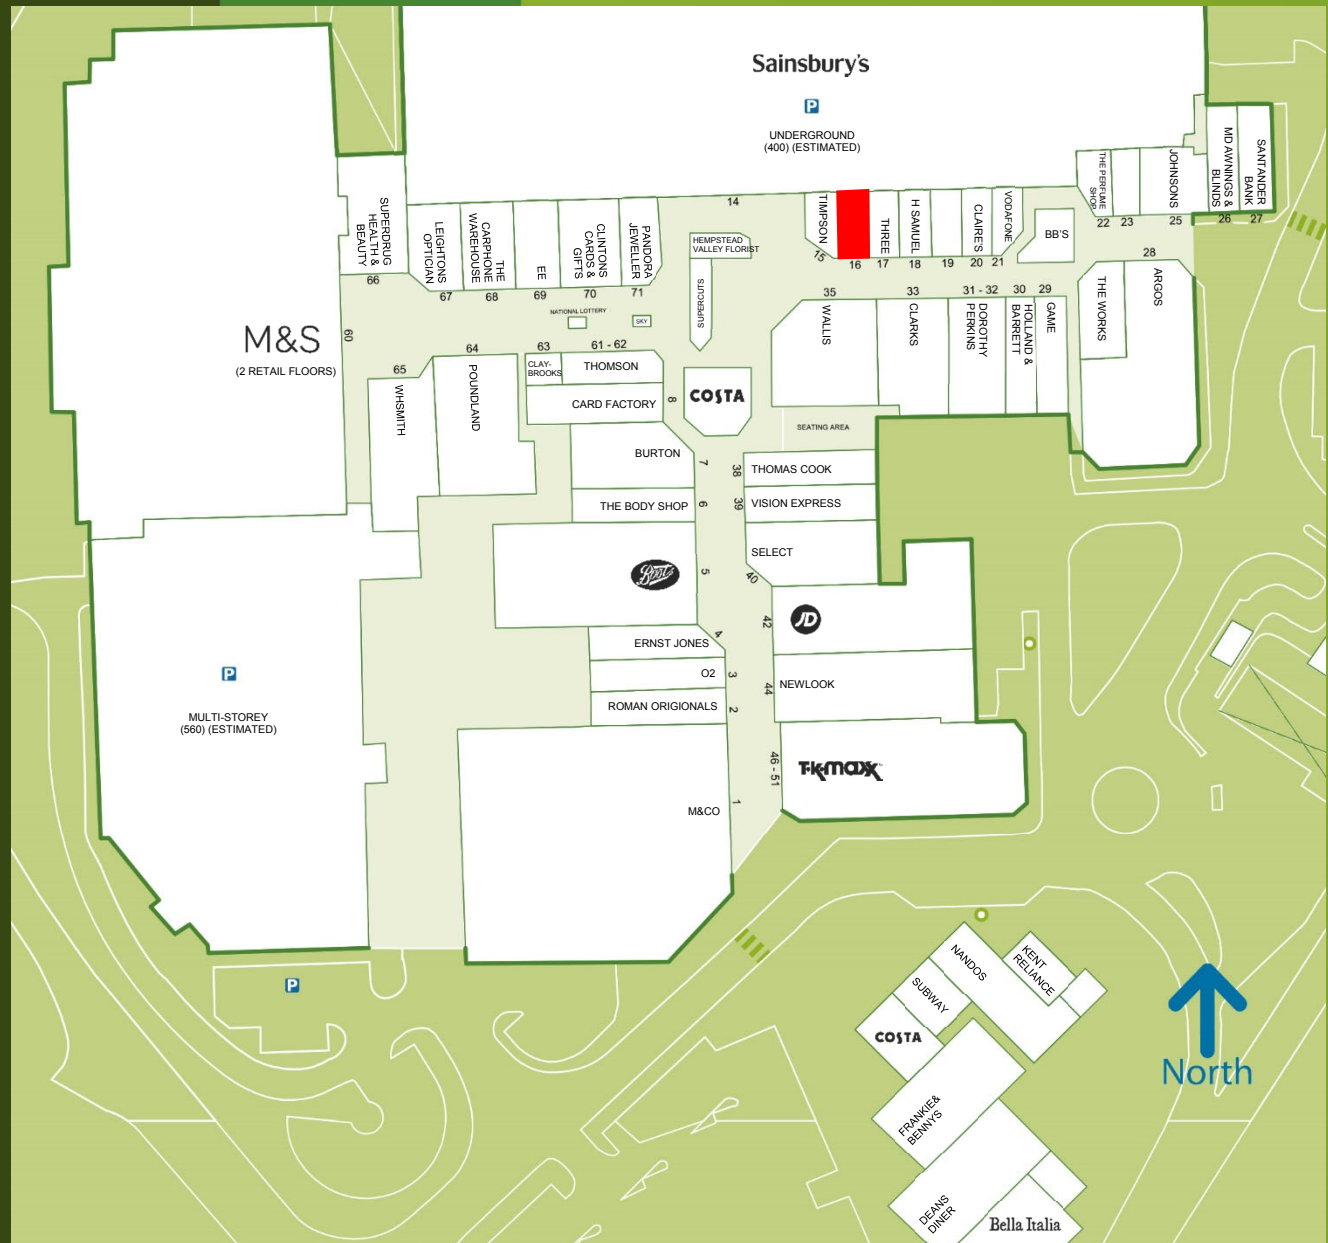 Sainsbury's
P
UNDERGROUND
(400) (ESTIMATED)
M&S
(2 RETAIL FLOORS)
60
SUPERDRUG
HEALTH &
BEAUTY
66
LEIGHTONS
OPTICIAN
67
THE
CARPHONE
WAREHOUSE
68
EE
69
CLINTONS
CARDS &
GIFTS
70
PANDORA
JEWELLER
71
14
HEMPSTEAD
VALLEY FLORIST
SUPERCUTS
NATIONAL LOTTERY
SKY
TIMPSON
15
16
THREE
17
H SAMUEL
18
19
CLAIRE'S
20
VODAFONE
21
BB'S
THE PERFUME
SHOP
22
23
JOHNSONS
25
MD AWNINGS &
BLINDS
26
SANTANDER
BANK
27
28
ARGOS
THE WORKS
29
GAME
30
HOLLAND &
BARRETT
31 - 32
DOROTHY
PERKINS
33
CLARKS
35
WALLIS
SEATING AREA
65
WHSMITH
64
POUNDLAND
63
CLAY-
BROOKS
61 - 62
THOMSON
CARD FACTORY
8
COSTA
BURTON
7
THE BODY SHOP
6
Boots
5
ERNST JONES
4
O2
3
ROMAN ORIGIONALS
2
M&CO
1
38
THOMAS COOK
39
VISION EXPRESS
SELECT
40
42
JD
44
NEWLOOK
46 - 51
T·K·maxx
P
MULTI-STOREY
(560) (ESTIMATED)
P
NANDOS
KENT
RELIANCE
SUBWAY
COSTA
FRANKIE&
BENNYS
DEANS
DINER
Bella Italia
North